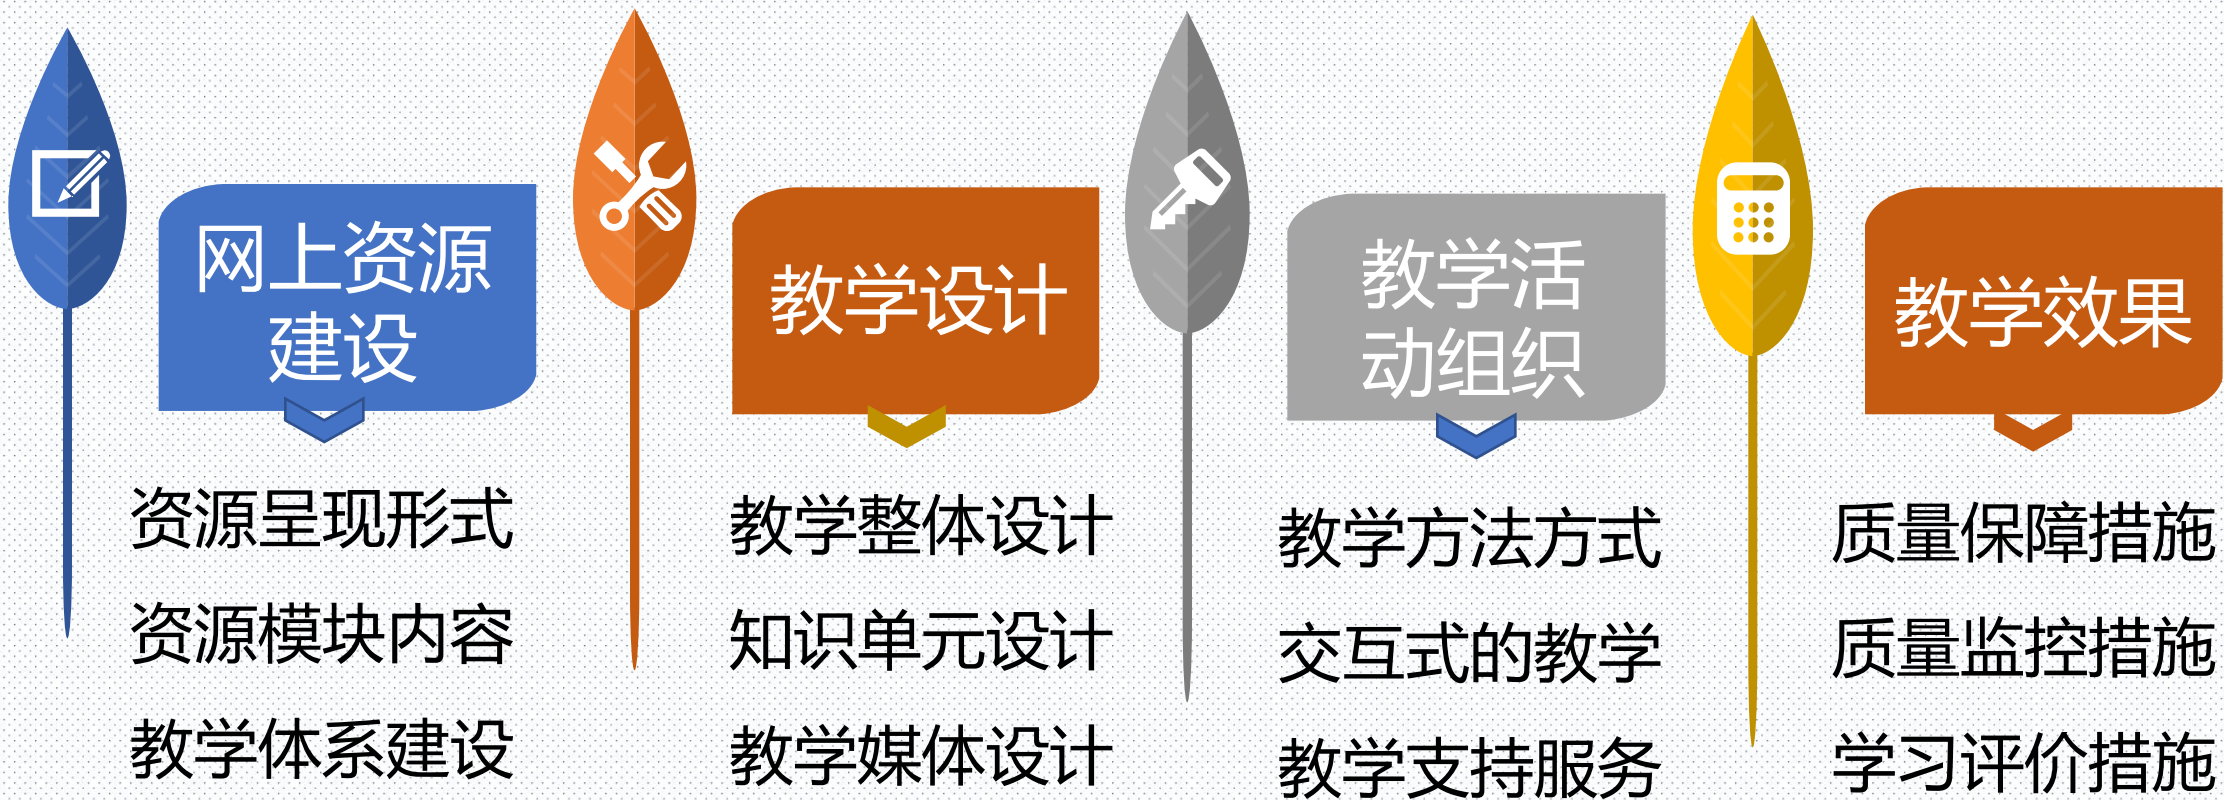 网上资源
建设
资源呈现形式
资源模块内容
教学体系建设
教学设计
教学整体设计
知识单元设计
教学媒体设计
教学活
动组织
教学方法方式
交互式的教学
教学支持服务
教学效果
质量保障措施
质量监控措施
学习评价措施